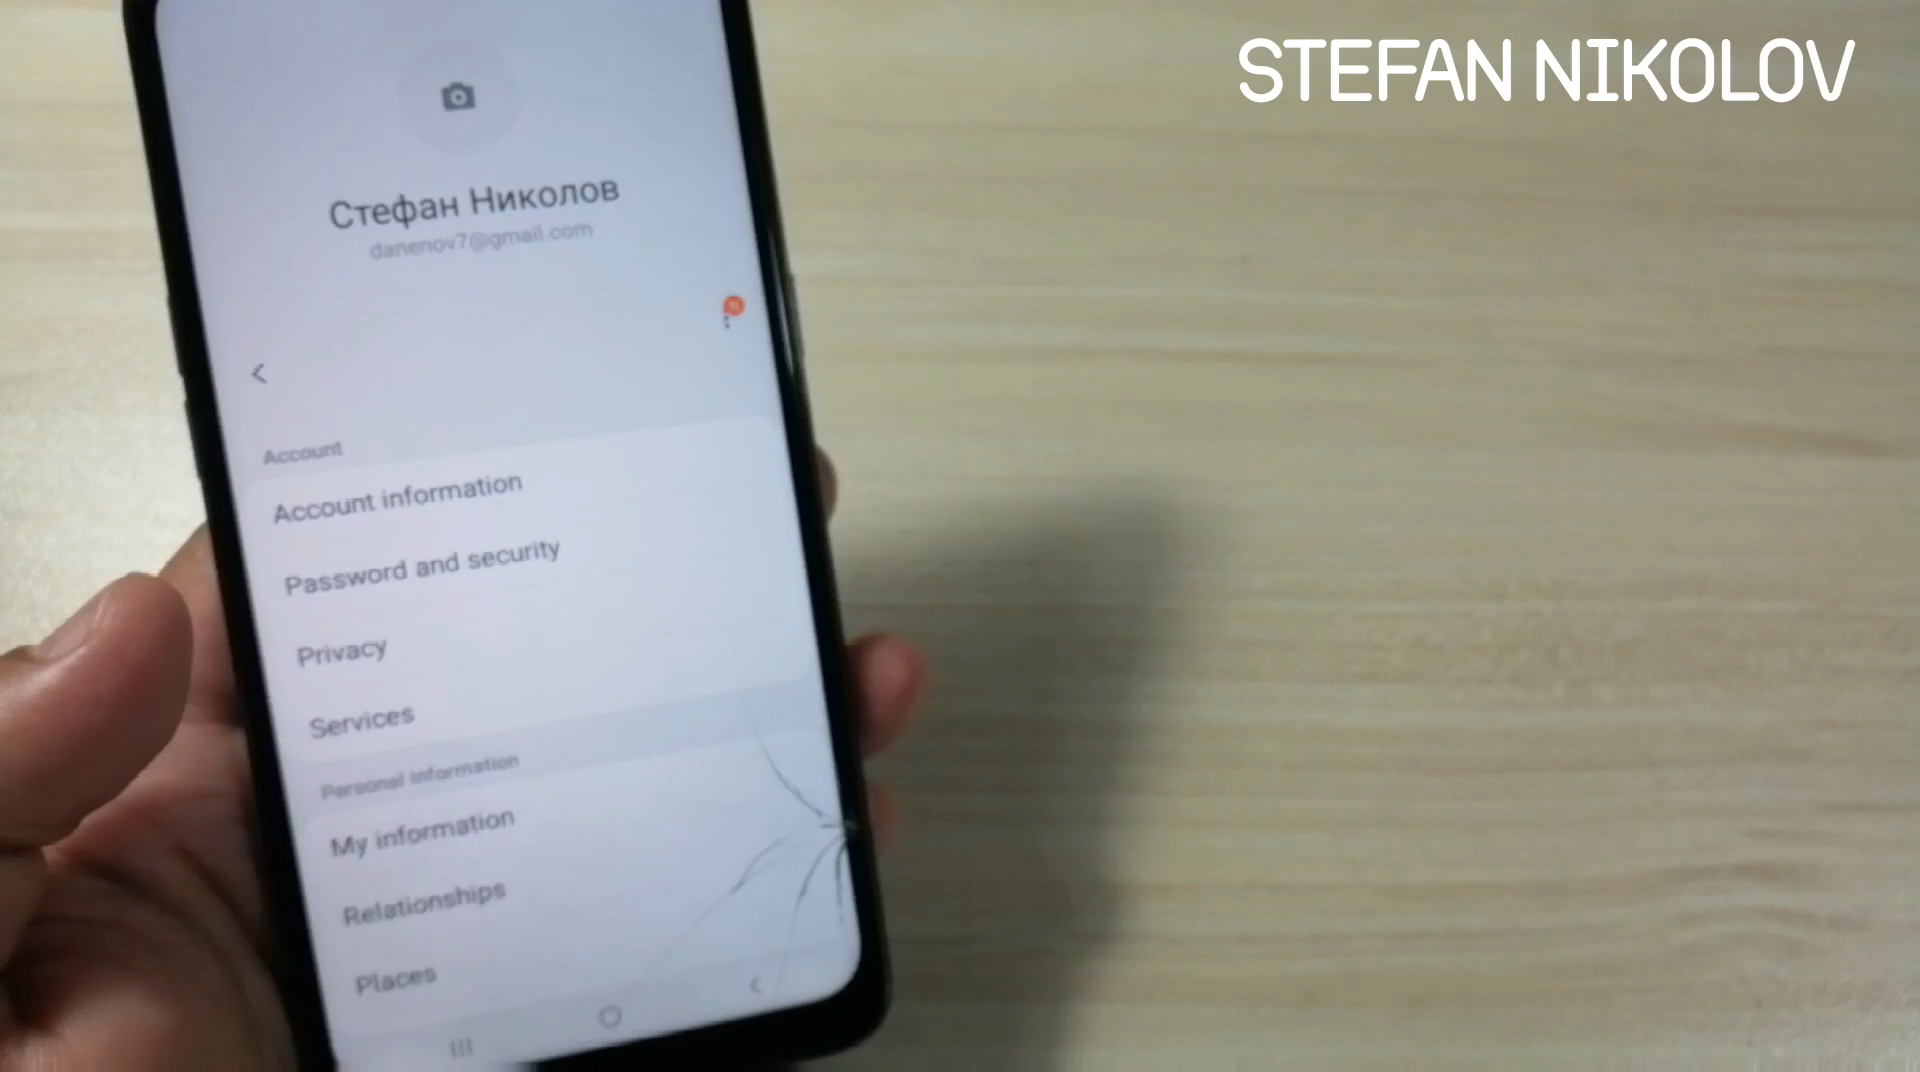 STEFAN NIKOLOV
Стефан Николов
danenov7@gmail.com
Account
Account information
Password and security
Privacy
Services
Personal information
My information
Relationships
Places